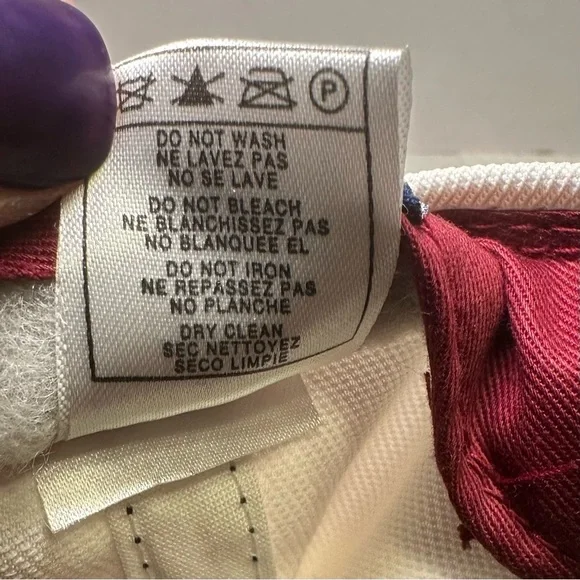 P
DO NOT WASH
NE LAVEZ PAS
NO SE LAVE
DO NOT BLEACH
NE BLANCHISSEZ PAS
NO BLANQUEE EL
DO NOT IRON
NE REPASSEZ PAS
NO PLANCHE
DRY CLEAN
SEC NETTOYEZ
SECO LIMPIE